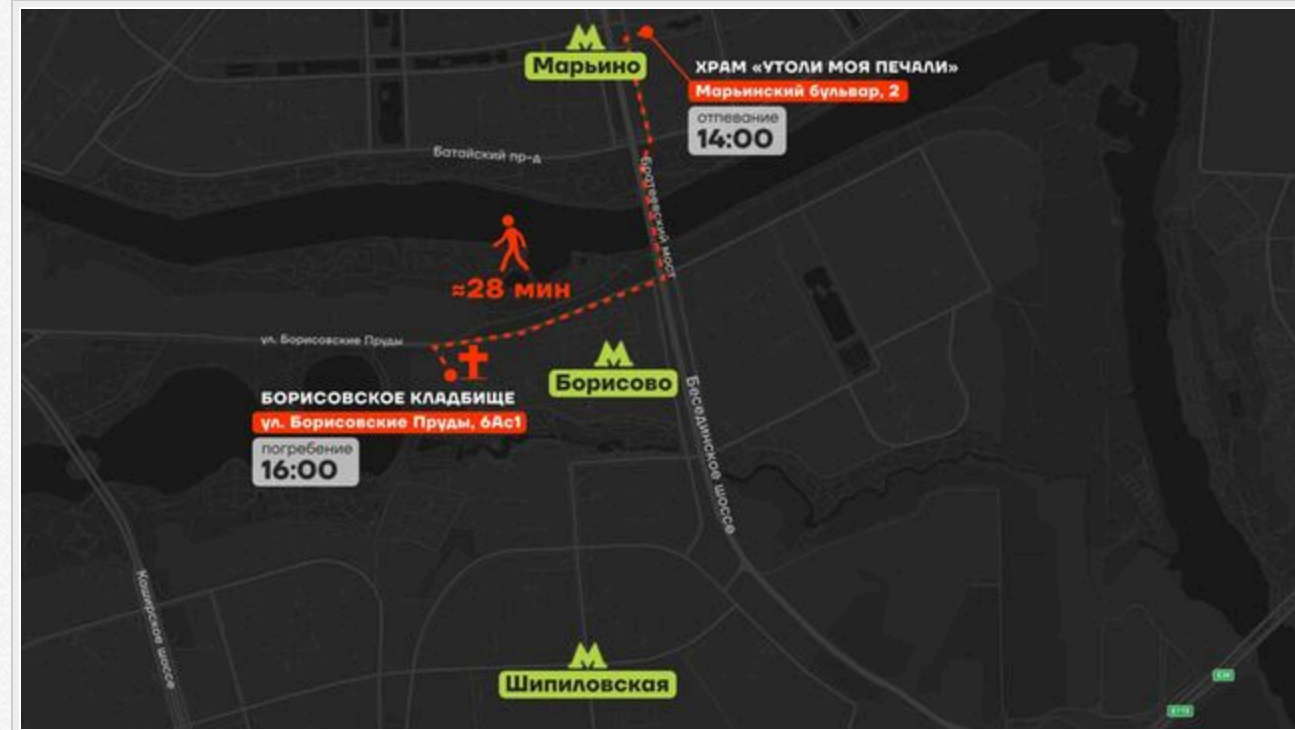 М
Марьино
ХРАМ «УТОЛИ МОЯ ПЕЧАЛИ»
Марьинский бульвар, 2
отпевание
14:00
Батайский пр-д
Братеевский мост
≈28 мин
ул. Борисовские Пруды
М
Борисово
БОРИСОВСКОЕ КЛАДБИЩЕ
ул. Борисовские Пруды, 6Ас1
погребение
16:00
Бесединское шоссе
Каширское шоссе
М
Шипиловская